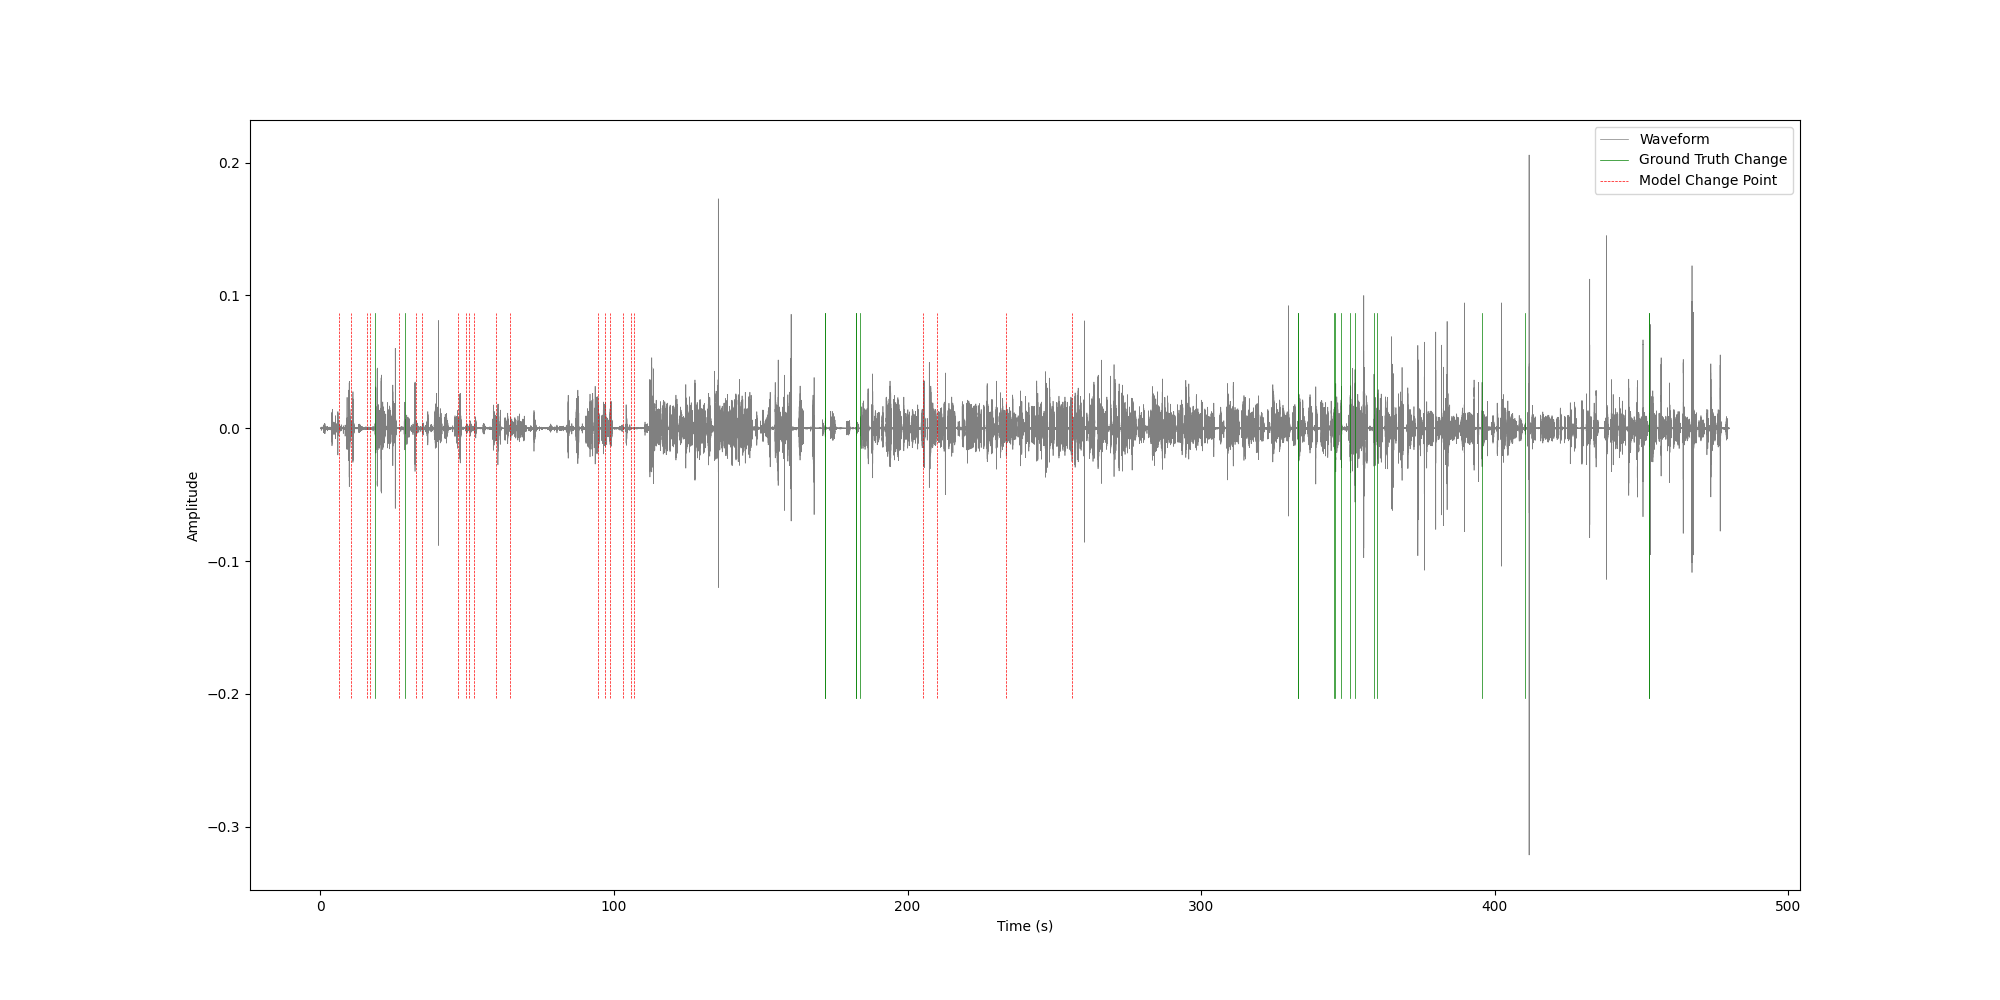 Waveform
Ground Truth Change
Model Change Point
0.2
0.1
0.0
−0.1
−0.2
−0.3
Amplitude
0 100 200 300 400 500
Time (s)